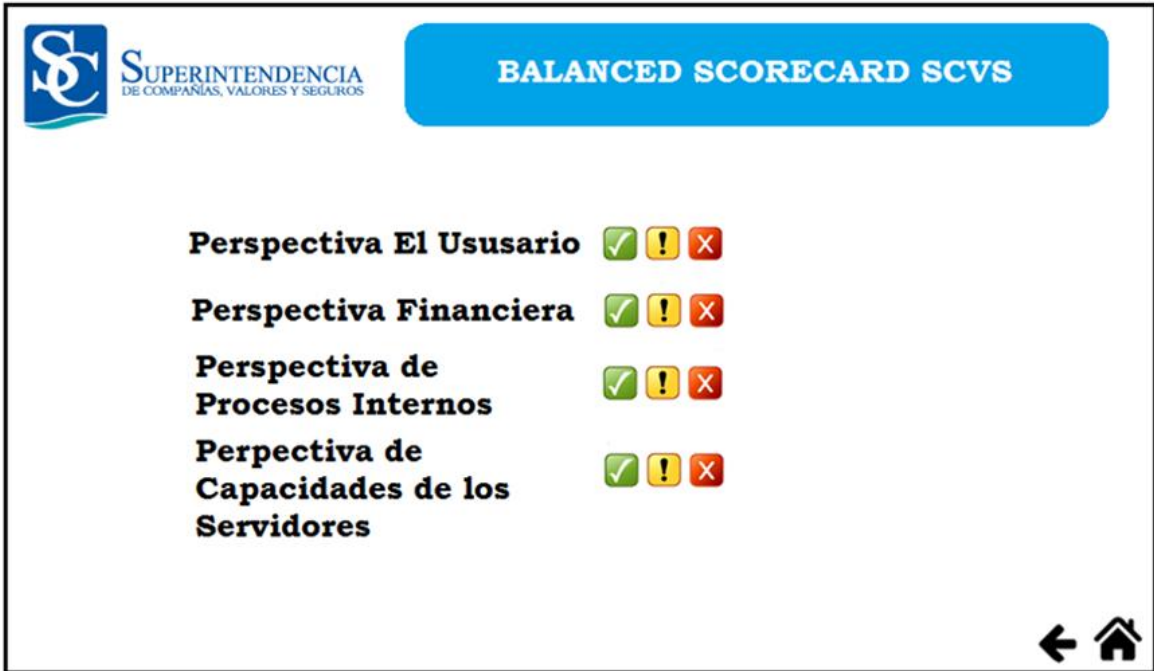 SC
SUPERINTENDENCIA
DE COMPAÑÍAS, VALORES Y SEGUROS
BALANCED SCORECARD SCVS
Perspectiva El Ususario
Perspectiva Financiera
Perspectiva de
Procesos Internos
Perpectiva de
Capacidades de los
Servidores